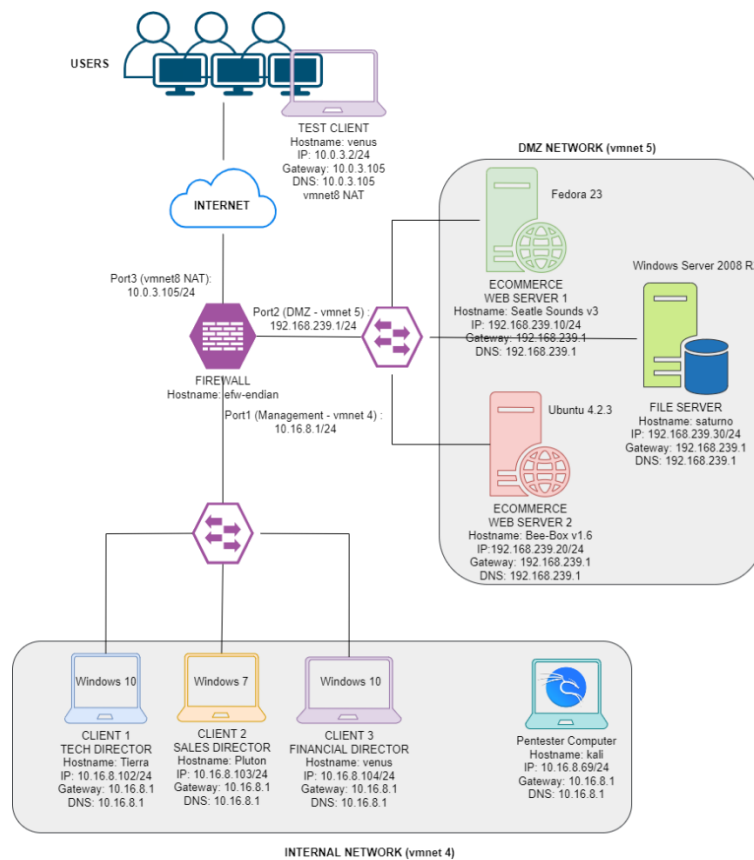 USERS
TEST CLIENT
Hostname: venus
IP: 10.0.3.2/24
Gateway: 10.0.3.105
DNS: 10.0.3.105
vmnet8 NAT
INTERNET
Port3 (vmnet8 NAT):
10.0.3.105/24
Port2 (DMZ - vmnet 5) :
192.168.239.1/24
FIREWALL
Hostname: efw-endian
Port1 (Management - vmnet 4) :
10.16.8.1/24
DMZ NETWORK (vmnet 5)
Fedora 23
ECOMMERCE
WEB SERVER 1
Hostname: Seatle Sounds v3
IP: 192.168.239.10/24
Gateway: 192.168.239.1
DNS: 192.168.239.1
Windows Server 2008 R
FILE SERVER
Hostname: saturno
IP: 192.168.239.30/24
Gateway: 192.168.239.1
DNS: 192.168.239.1
Ubuntu 4.2.3
ECOMMERCE
WEB SERVER 2
Hostname: Bee-Box v1.6
IP:192.168.239.20/24
Gateway: 192.168.239.1
DNS: 192.168.239.1
Windows 10
CLIENT 1
TECH DIRECTOR
Hostname: Tierra
IP: 10.16.8.102/24
Gateway: 10.16.8.1
DNS: 10.16.8.1
Windows 7
CLIENT 2
SALES DIRECTOR
Hostname: Pluton
IP: 10.16.8.103/24
Gateway: 10.16.8.1
DNS: 10.16.8.1
Windows 10
CLIENT 3
FINANCIAL DIRECTOR
Hostname: venus
IP: 10.16.8.104/24
Gateway: 10.16.8.1
DNS: 10.16.8.1
Pentester Computer
Hostname: kali
IP: 10.16.8.69/24
Gateway: 10.16.8.1
DNS: 10.16.8.1
INTERNAL NETWORK (vmnet 4)